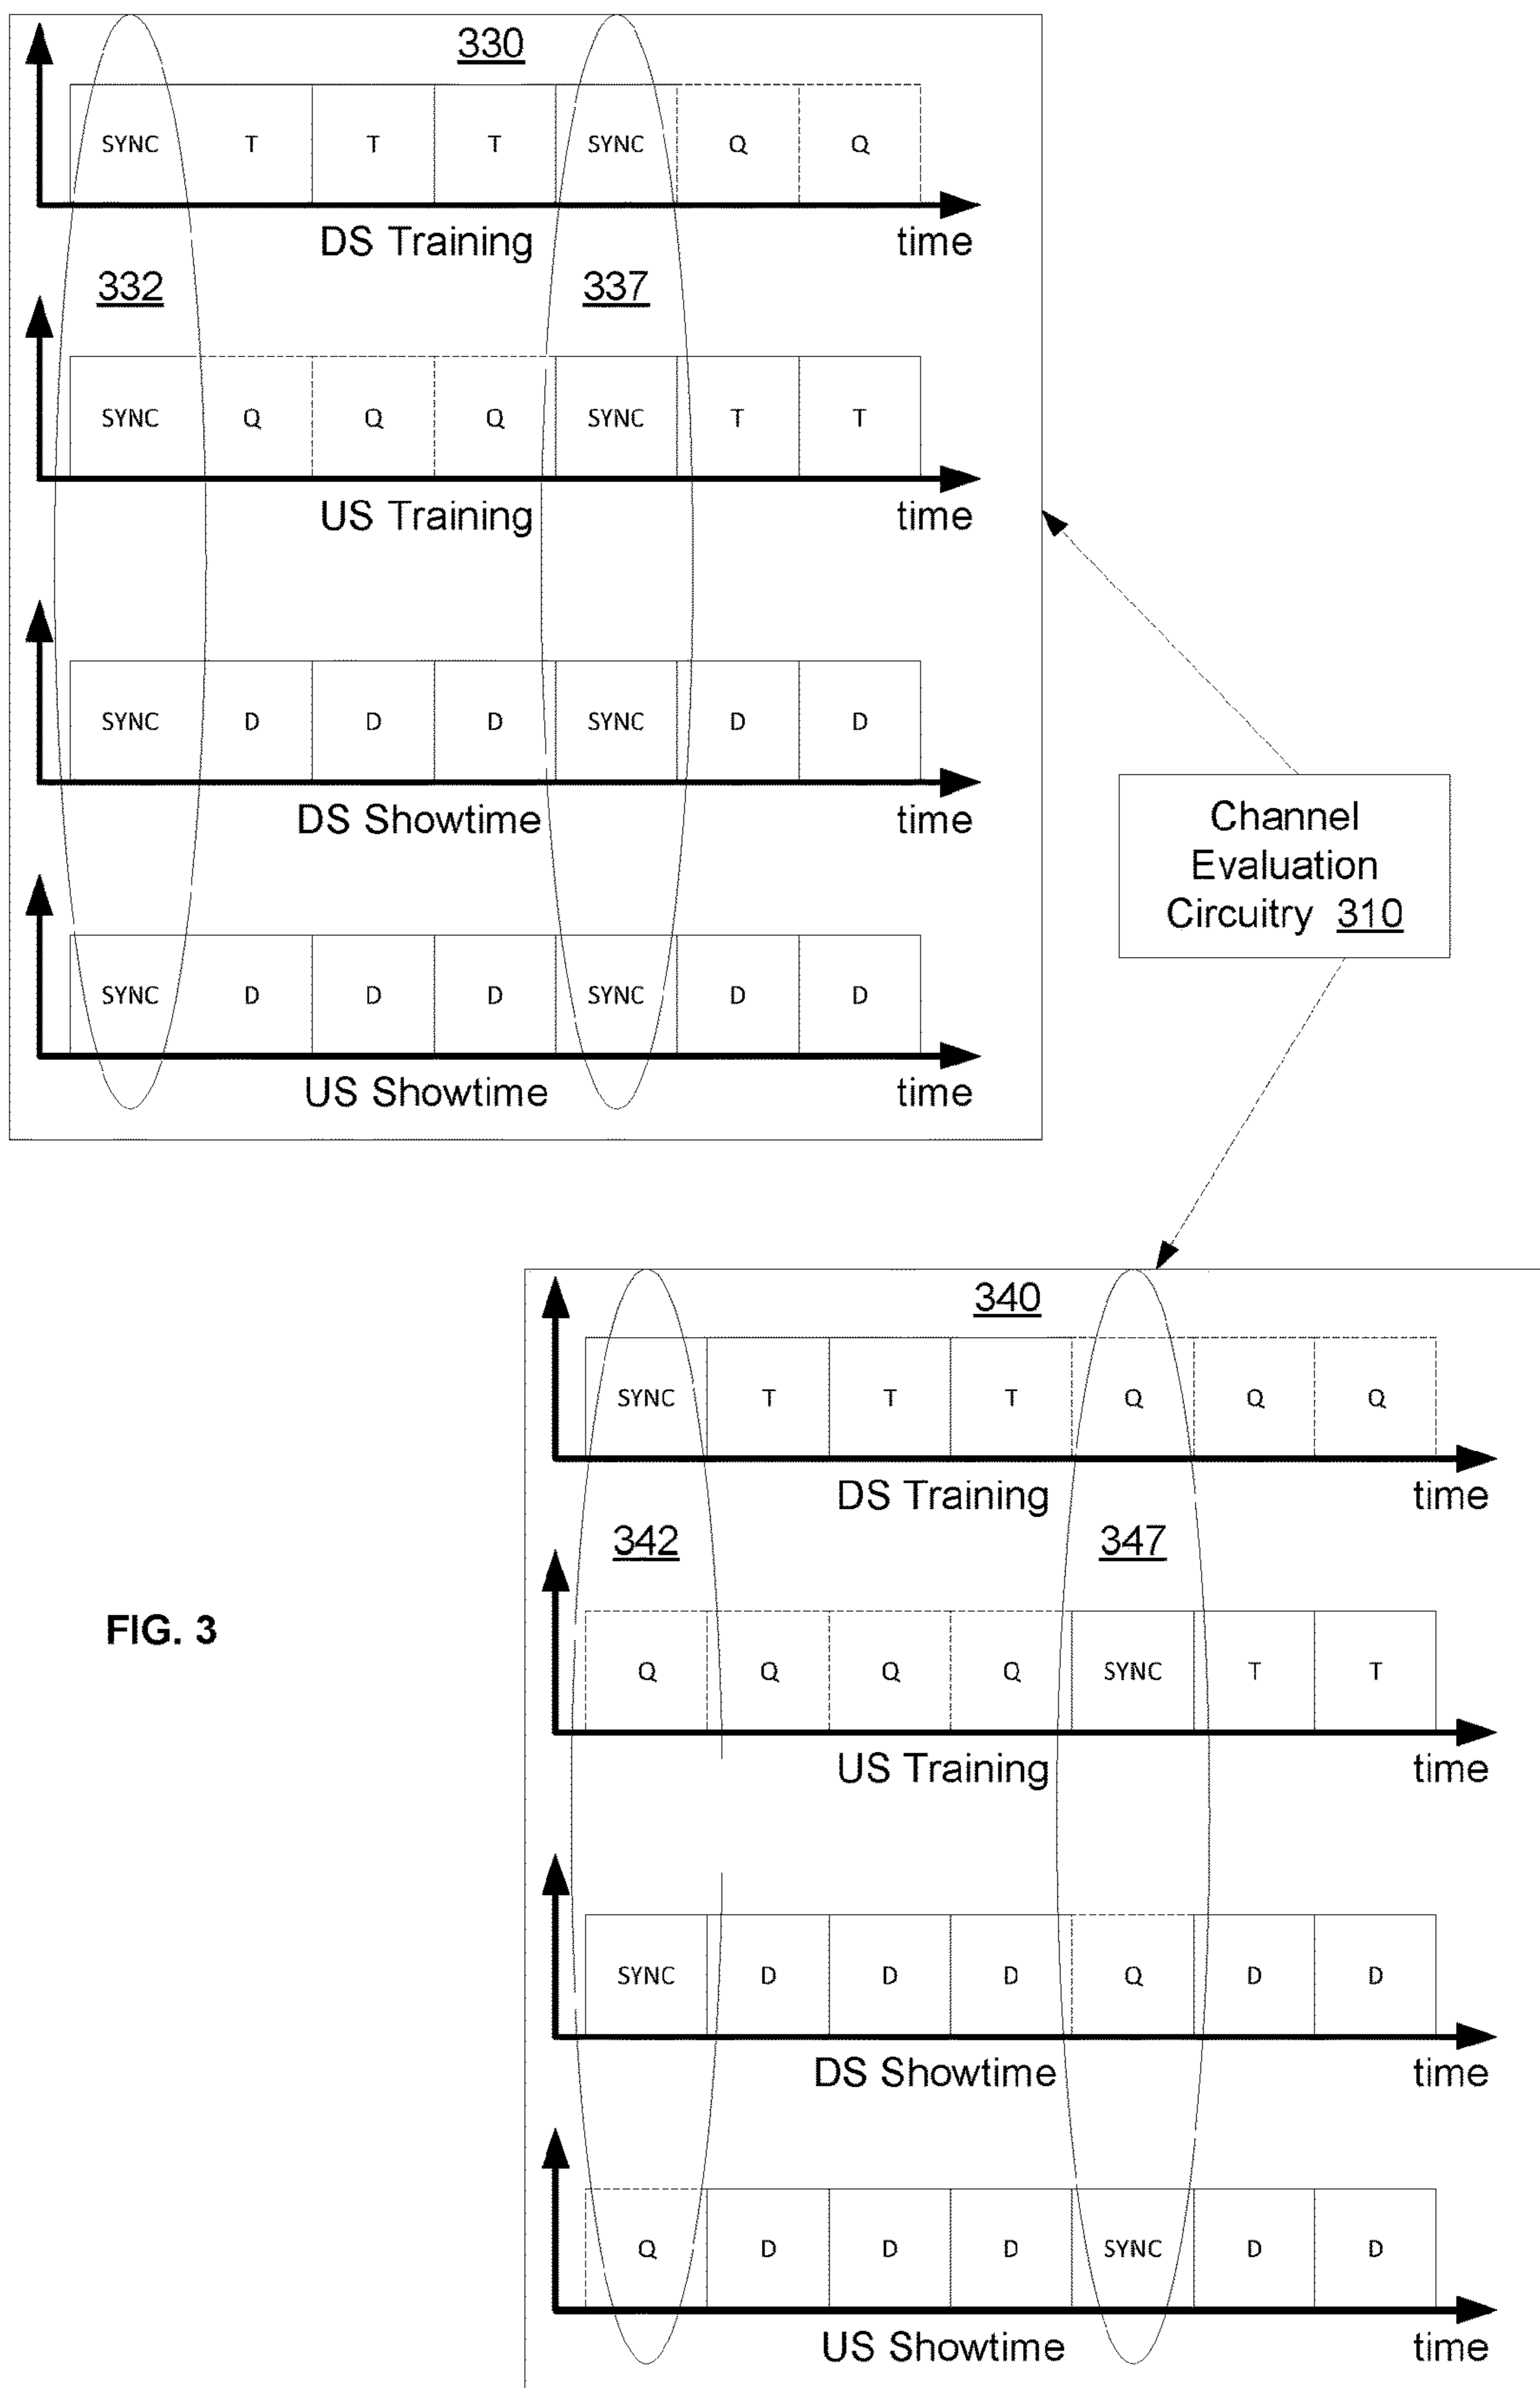 330
SYNC T T T SYNC Q Q
DS Training time
332 337
SYNC Q Q Q SYNC T T
US Training time
SYNC D D D SYNC D D
DS Showtime time
SYNC D D D SYNC D D
US Showtime time
Channel
Evaluation
Circuitry 310
340
SYNC T T T Q Q Q
DS Training time
342 347
Q Q Q Q SYNC T T
US Training time
FIG. 3
SYNC D D D Q D D
DS Showtime time
Q D D D SYNC D D
US Showtime time